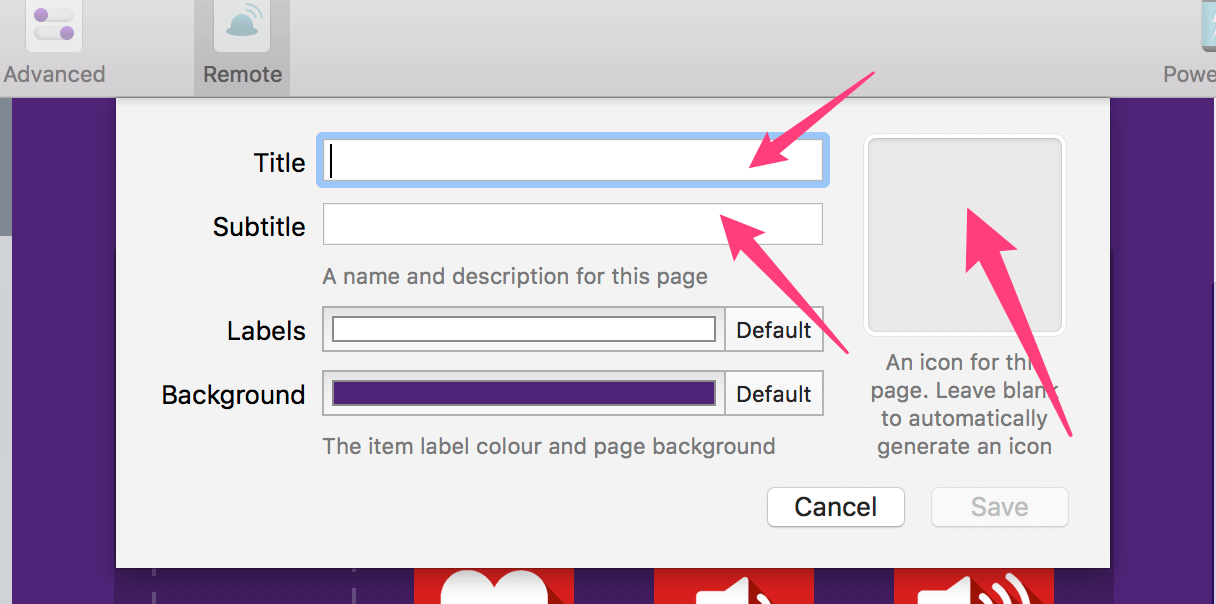 Advanced
Remote
Powe
Title
Subtitle
A name and description for this page
Labels
Default
Background
Default
The item label colour and page background
An icon for thi
page. Leave blank
to automatically
generate an icon
Cancel
Save